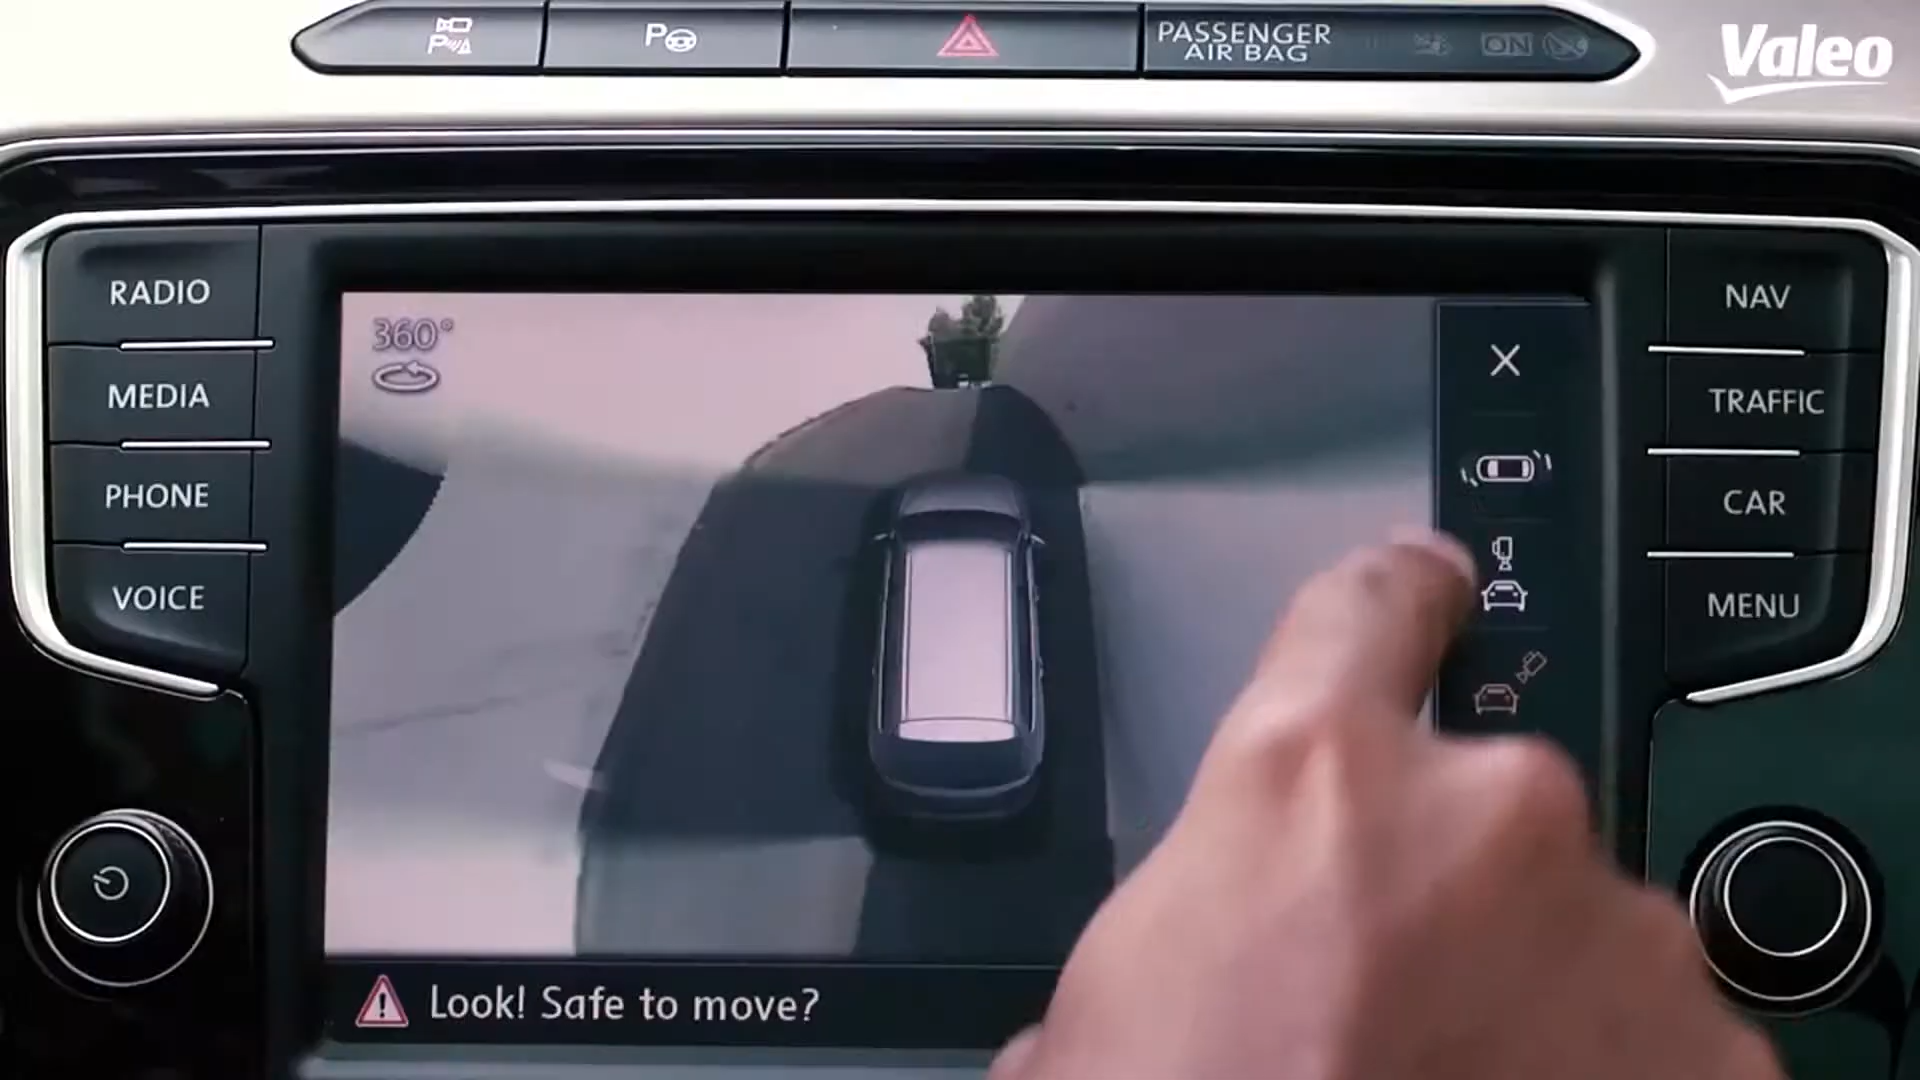 P
P
PASSENGER
AIR BAG
ON
Valeo
RADIO
MEDIA
PHONE
VOICE
360°
NAV
TRAFFIC
CAR
MENU
Look! Safe to move?